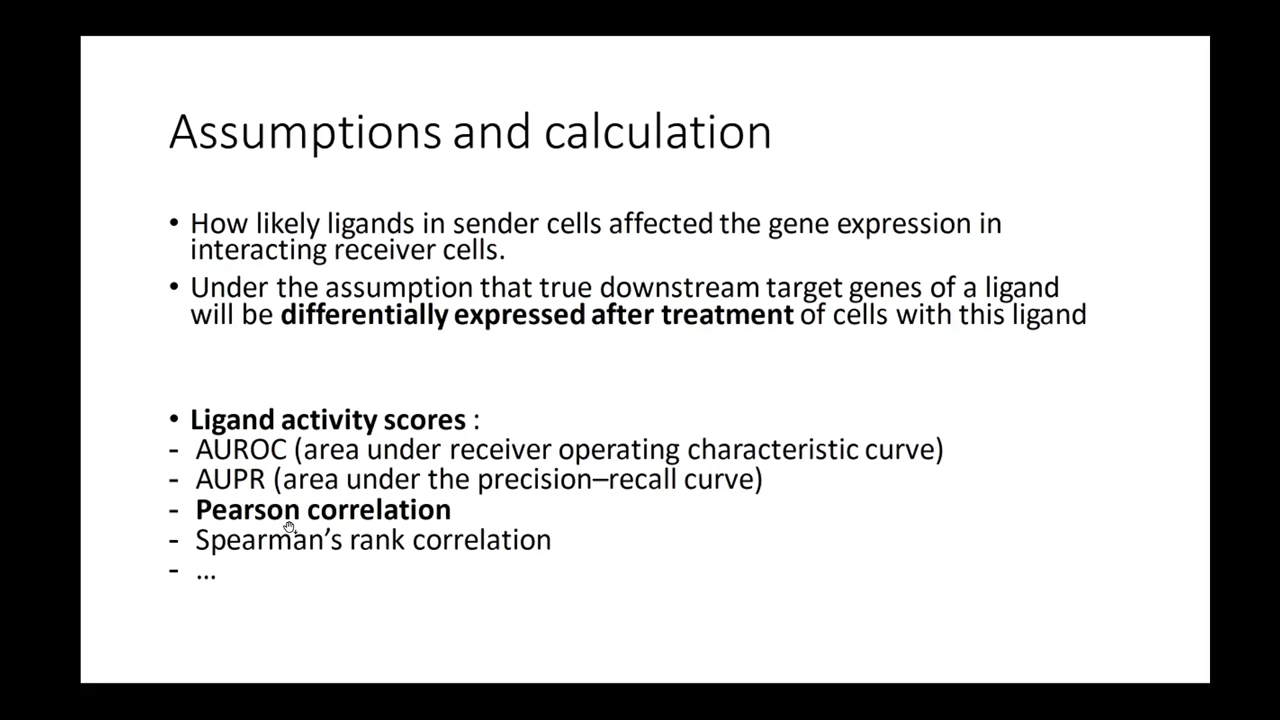 Assumptions and calculation
• How likely ligands in sender cells affected the gene expression in
interacting receiver cells.
• Under the assumption that true downstream target genes of a ligand
will be differentially expressed after treatment of cells with this ligand
• Ligand activity scores :
- AUROC (area under receiver operating characteristic curve)
- AUPR (area under the precision–recall curve)
- Pearson correlation
- Spearman’s rank correlation
- ...